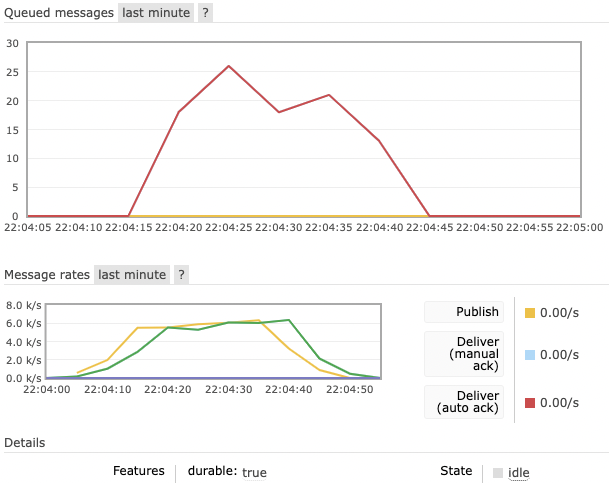 Queued messages last minute ?
30
25
20
15
10
5
0
22:04:05 22:04:10 22:04:15 22:04:20 22:04:25 22:04:30 22:04:35 22:04:40 22:04:45 22:04:50 22:04:55 22:05:00
Message rates last minute ?
8.0 k/s
6.0 k/s
4.0 k/s
2.0 k/s
0.0 k/s
22:04:00 22:04:10 22:04:20 22:04:30 22:04:40 22:04:50
Publish 0.00/s
Deliver
(manual 0.00/s
ack)
Deliver
(auto ack) 0.00/s
Details
Features durable: true State idle